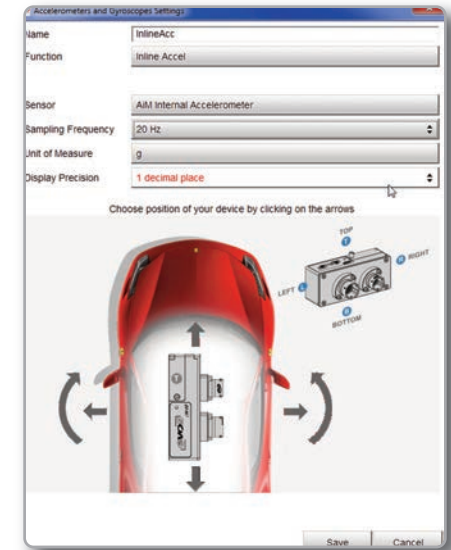 Accelerometers and Gyroscopes Settings
Name InlineAcc
Function Inline Accel
Sensor AiM Internal Accelerometer
Sampling Frequency 20 Hz
Unit of Measure g
Display Precision 1 decimal place
Choose position of your device by clicking on the arrows
TOP
T
R RIGHT
LEFT L
B
BOTTOM
T
Save Cancel